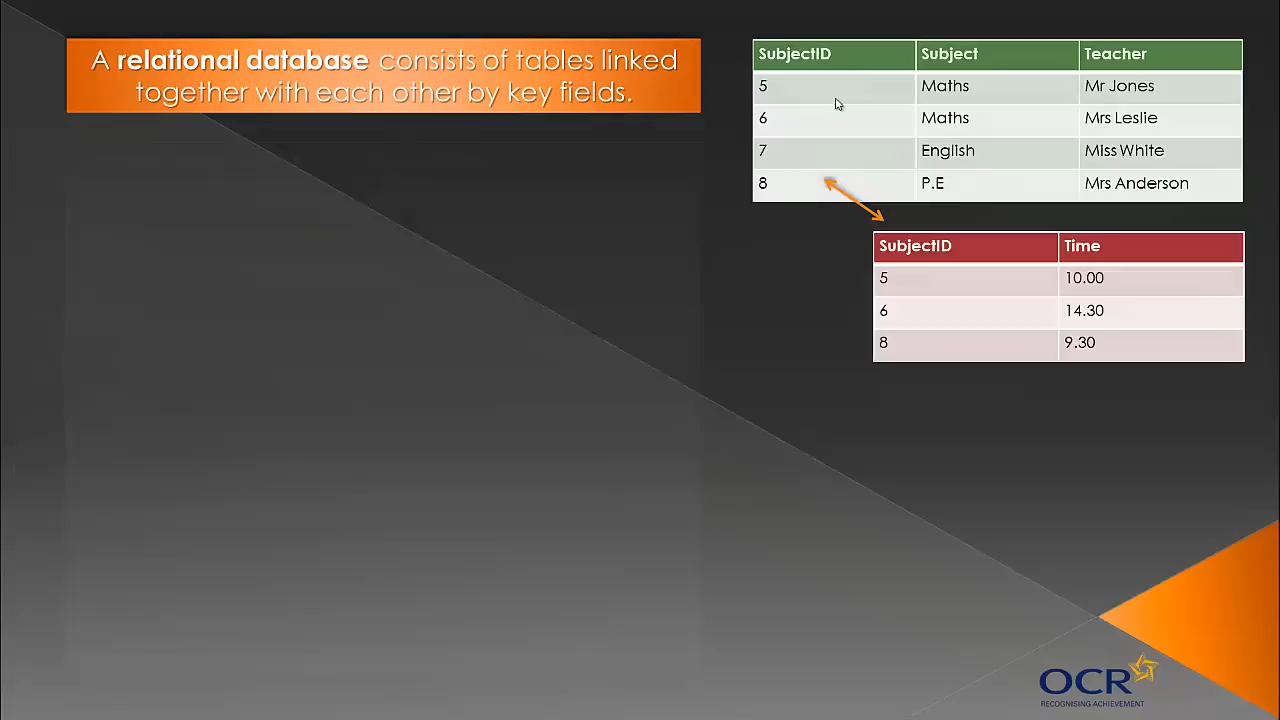 A relational database consists of tables linked
together with each other by key fields.
SubjectID Subject Teacher
5 Maths Mr Jones
6 Maths Mrs Leslie
7 English Miss White
8 P.E Mrs Anderson
SubjectID Time
5 10.00
6 14.30
8 9.30
OCR
RECOGNISING ACHIEVEMENT